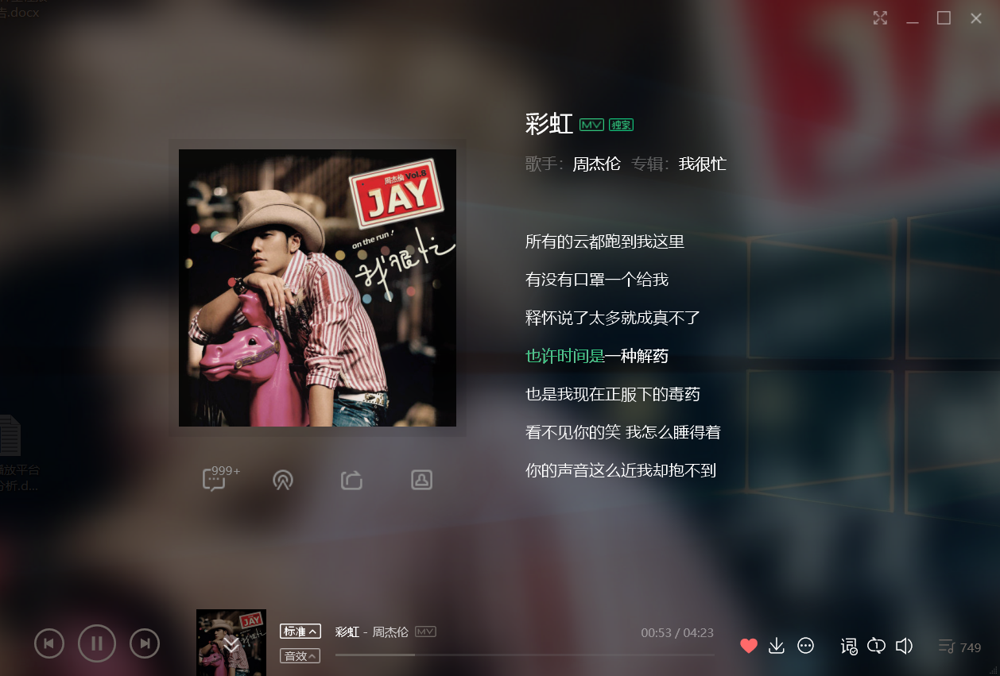 告.docx
彩虹 MV 独家
歌手：周杰伦 专辑：我很忙
周杰倫 Vol.8
JAY
on the run !
我很忙
所有的云都跑到我这里
有没有口罩一个给我
释怀说了太多就成真不了
也许时间是一种解药
也是我现在正服下的毒药
看不见你的笑 我怎么睡得着
你的声音这么近我却抱不到
播放平台
分析.d...
999+
JAY
标准
彩虹 - 周杰伦 MV
00:53 / 04:23
音效
词
1
749